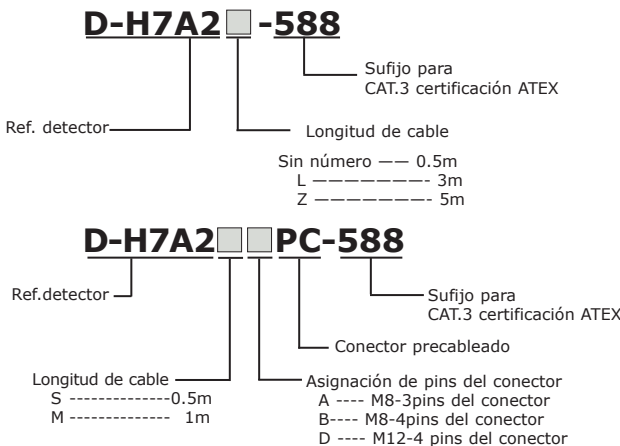 D-H7A2 -588
Sufijo para
CAT.3 certificación ATEX
Ref. detector
Longitud de cable
Sin número —— 0.5m
L ———————- 3m
Z ———————- 5m
D-H7A2 PC-588
Ref.detector
Sufijo para
CAT.3 certificación ATEX
Conector precableado
Longitud de cable
S -------------0.5m
M ------------- 1m
Asignación de pins del conector
A ---- M8-3pins del conector
B---- M8-4pins del conector
D ---- M12-4 pins del conector